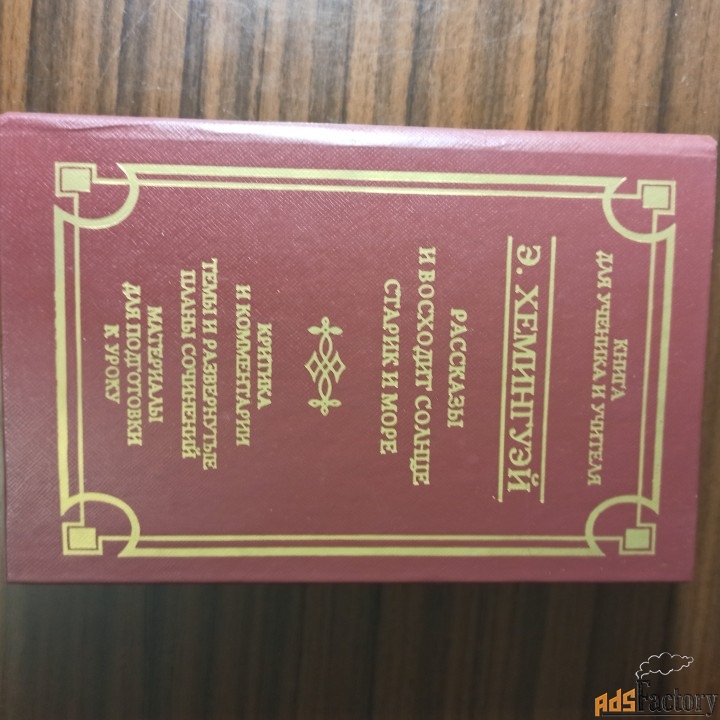 КНИГА
ДЛЯ УЧЕНИКА И УЧИТЕЛЯ
Э. ХЕМИНГУЭЙ
РАССКАЗЫ
И ВОСХОДИТ СОЛНЦЕ
СТАРИК И МОРЕ
КРИТИКА
И КОММЕНТАРИИ
ТЕМЫ И РАЗВЕРНУТЫЕ
ПЛАНЫ СОЧИНЕНИЙ
МАТЕРИАЛЫ
ДЛЯ ПОДГОТОВКИ
К УРОКУ
AdsFactory